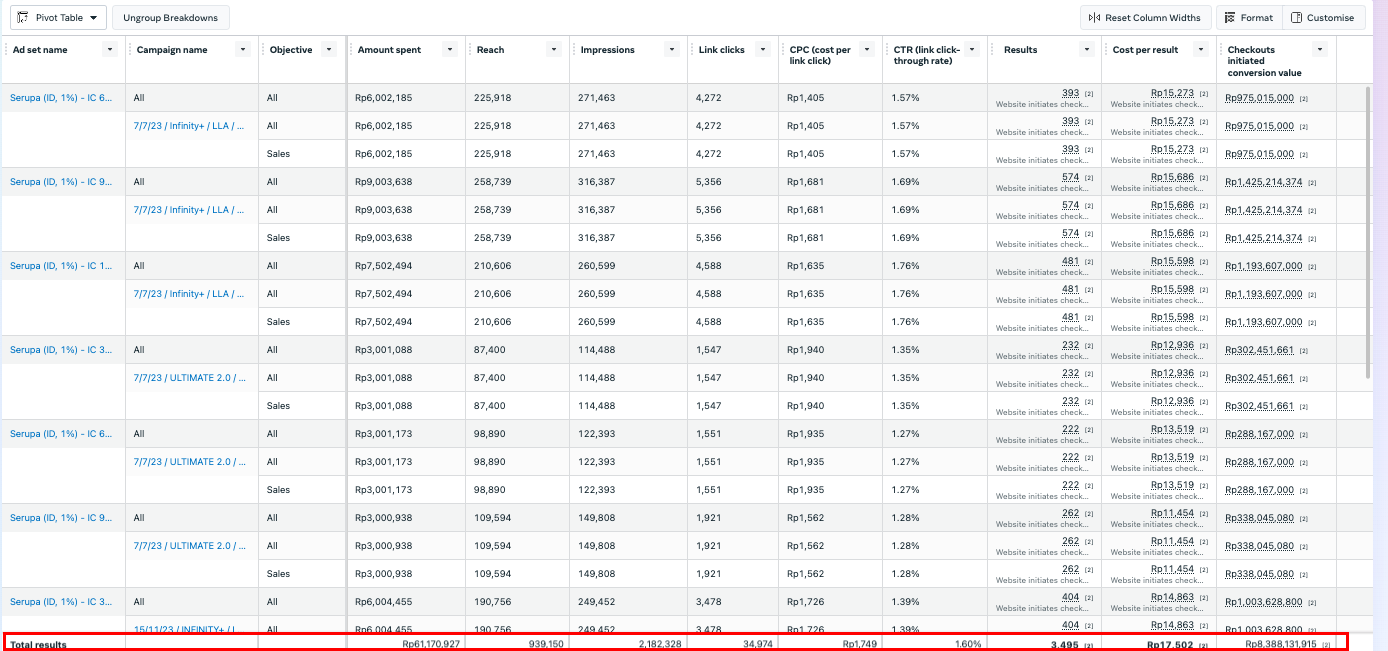 Pivot Table Ungroup Breakdowns Reset Column Widths Format Customise
Ad set name Campaign name Objective Amount spent Reach Impressions Link clicks CPC (cost per link click) CTR (link click-through rate) Results Cost per result Checkouts initiated conversion value
Serupa (ID, 1%) - IC 6... All All Rp6,002,185 225,918 271,463 4,272 Rp1,405 1.57% 393 [2] Rp15,273 [2] Rp975,015,000 [2]
Website initiates check... Website initiates check...
7/7/23 / Infinity+ / LLA / ... All Rp6,002,185 225,918 271,463 4,272 Rp1,405 1.57% 393 [2] Rp15,273 [2] Rp975,015,000 [2]
Website initiates check... Website initiates check...
Sales Rp6,002,185 225,918 271,463 4,272 Rp1,405 1.57% 393 [2] Rp15,273 [2] Rp975,015,000 [2]
Website initiates check... Website initiates check...
Serupa (ID, 1%) - IC 9... All All Rp9,003,638 258,739 316,387 5,356 Rp1,681 1.69% 574 [2] Rp15,686 [2] Rp1,425,214,374 [2]
Website initiates check... Website initiates check...
7/7/23 / Infinity+ / LLA / ... All Rp9,003,638 258,739 316,387 5,356 Rp1,681 1.69% 574 [2] Rp15,686 [2] Rp1,425,214,374 [2]
Website initiates check... Website initiates check...
Sales Rp9,003,638 258,739 316,387 5,356 Rp1,681 1.69% 574 [2] Rp15,686 [2] Rp1,425,214,374 [2]
Website initiates check... Website initiates check...
Serupa (ID, 1%) - IC 1... All All Rp7,502,494 210,606 260,599 4,588 Rp1,635 1.76% 481 [2] Rp15,598 [2] Rp1,193,607,000 [2]
Website initiates check... Website initiates check...
7/7/23 / Infinity+ / LLA / ... All Rp7,502,494 210,606 260,599 4,588 Rp1,635 1.76% 481 [2] Rp15,598 [2] Rp1,193,607,000 [2]
Website initiates check... Website initiates check...
Sales Rp7,502,494 210,606 260,599 4,588 Rp1,635 1.76% 481 [2] Rp15,598 [2] Rp1,193,607,000 [2]
Website initiates check... Website initiates check...
Serupa (ID, 1%) - IC 3... All All Rp3,001,088 87,400 114,488 1,547 Rp1,940 1.35% 232 [2] Rp12,936 [2] Rp302,451,661 [2]
Website initiates check... Website initiates check...
7/7/23 / ULTIMATE 2.0 / ... All Rp3,001,088 87,400 114,488 1,547 Rp1,940 1.35% 232 [2] Rp12,936 [2] Rp302,451,661 [2]
Website initiates check... Website initiates check...
Sales Rp3,001,088 87,400 114,488 1,547 Rp1,940 1.35% 232 [2] Rp12,936 [2] Rp302,451,661 [2]
Website initiates check... Website initiates check...
Serupa (ID, 1%) - IC 6... All All Rp3,001,173 98,890 122,393 1,551 Rp1,935 1.27% 222 [2] Rp13,519 [2] Rp288,167,000 [2]
Website initiates check... Website initiates check...
7/7/23 / ULTIMATE 2.0 / ... All Rp3,001,173 98,890 122,393 1,551 Rp1,935 1.27% 222 [2] Rp13,519 [2] Rp288,167,000 [2]
Website initiates check... Website initiates check...
Sales Rp3,001,173 98,890 122,393 1,551 Rp1,935 1.27% 222 [2] Rp13,519 [2] Rp288,167,000 [2]
Website initiates check... Website initiates check...
Serupa (ID, 1%) - IC 9... All All Rp3,000,938 109,594 149,808 1,921 Rp1,562 1.28% 262 [2] Rp11,454 [2] Rp338,045,080 [2]
Website initiates check... Website initiates check...
7/7/23 / ULTIMATE 2.0 / ... All Rp3,000,938 109,594 149,808 1,921 Rp1,562 1.28% 262 [2] Rp11,454 [2] Rp338,045,080 [2]
Website initiates check... Website initiates check...
Sales Rp3,000,938 109,594 149,808 1,921 Rp1,562 1.28% 262 [2] Rp11,454 [2] Rp338,045,080 [2]
Website initiates check... Website initiates check...
Serupa (ID, 1%) - IC 3... All All Rp6,004,455 190,756 249,452 3,478 Rp1,726 1.39% 404 [2] Rp14,863 [2] Rp1,003,628,800 [2]
Website initiates check... Website initiates check...
15/11/23 / INFINITY+ / L All Rp6,004,455 190,756 249,452 3,478 Rp1,726 1.39% 404 [2] Rp14,863 [2] Rp1,003,628,800 [2]
Total results Rp61,170,927 939,150 2,182,328 34,974 Rp1,749 1.60% 3,495 [2] Rp17,502 [2] Rp8,388,131,915 [2]